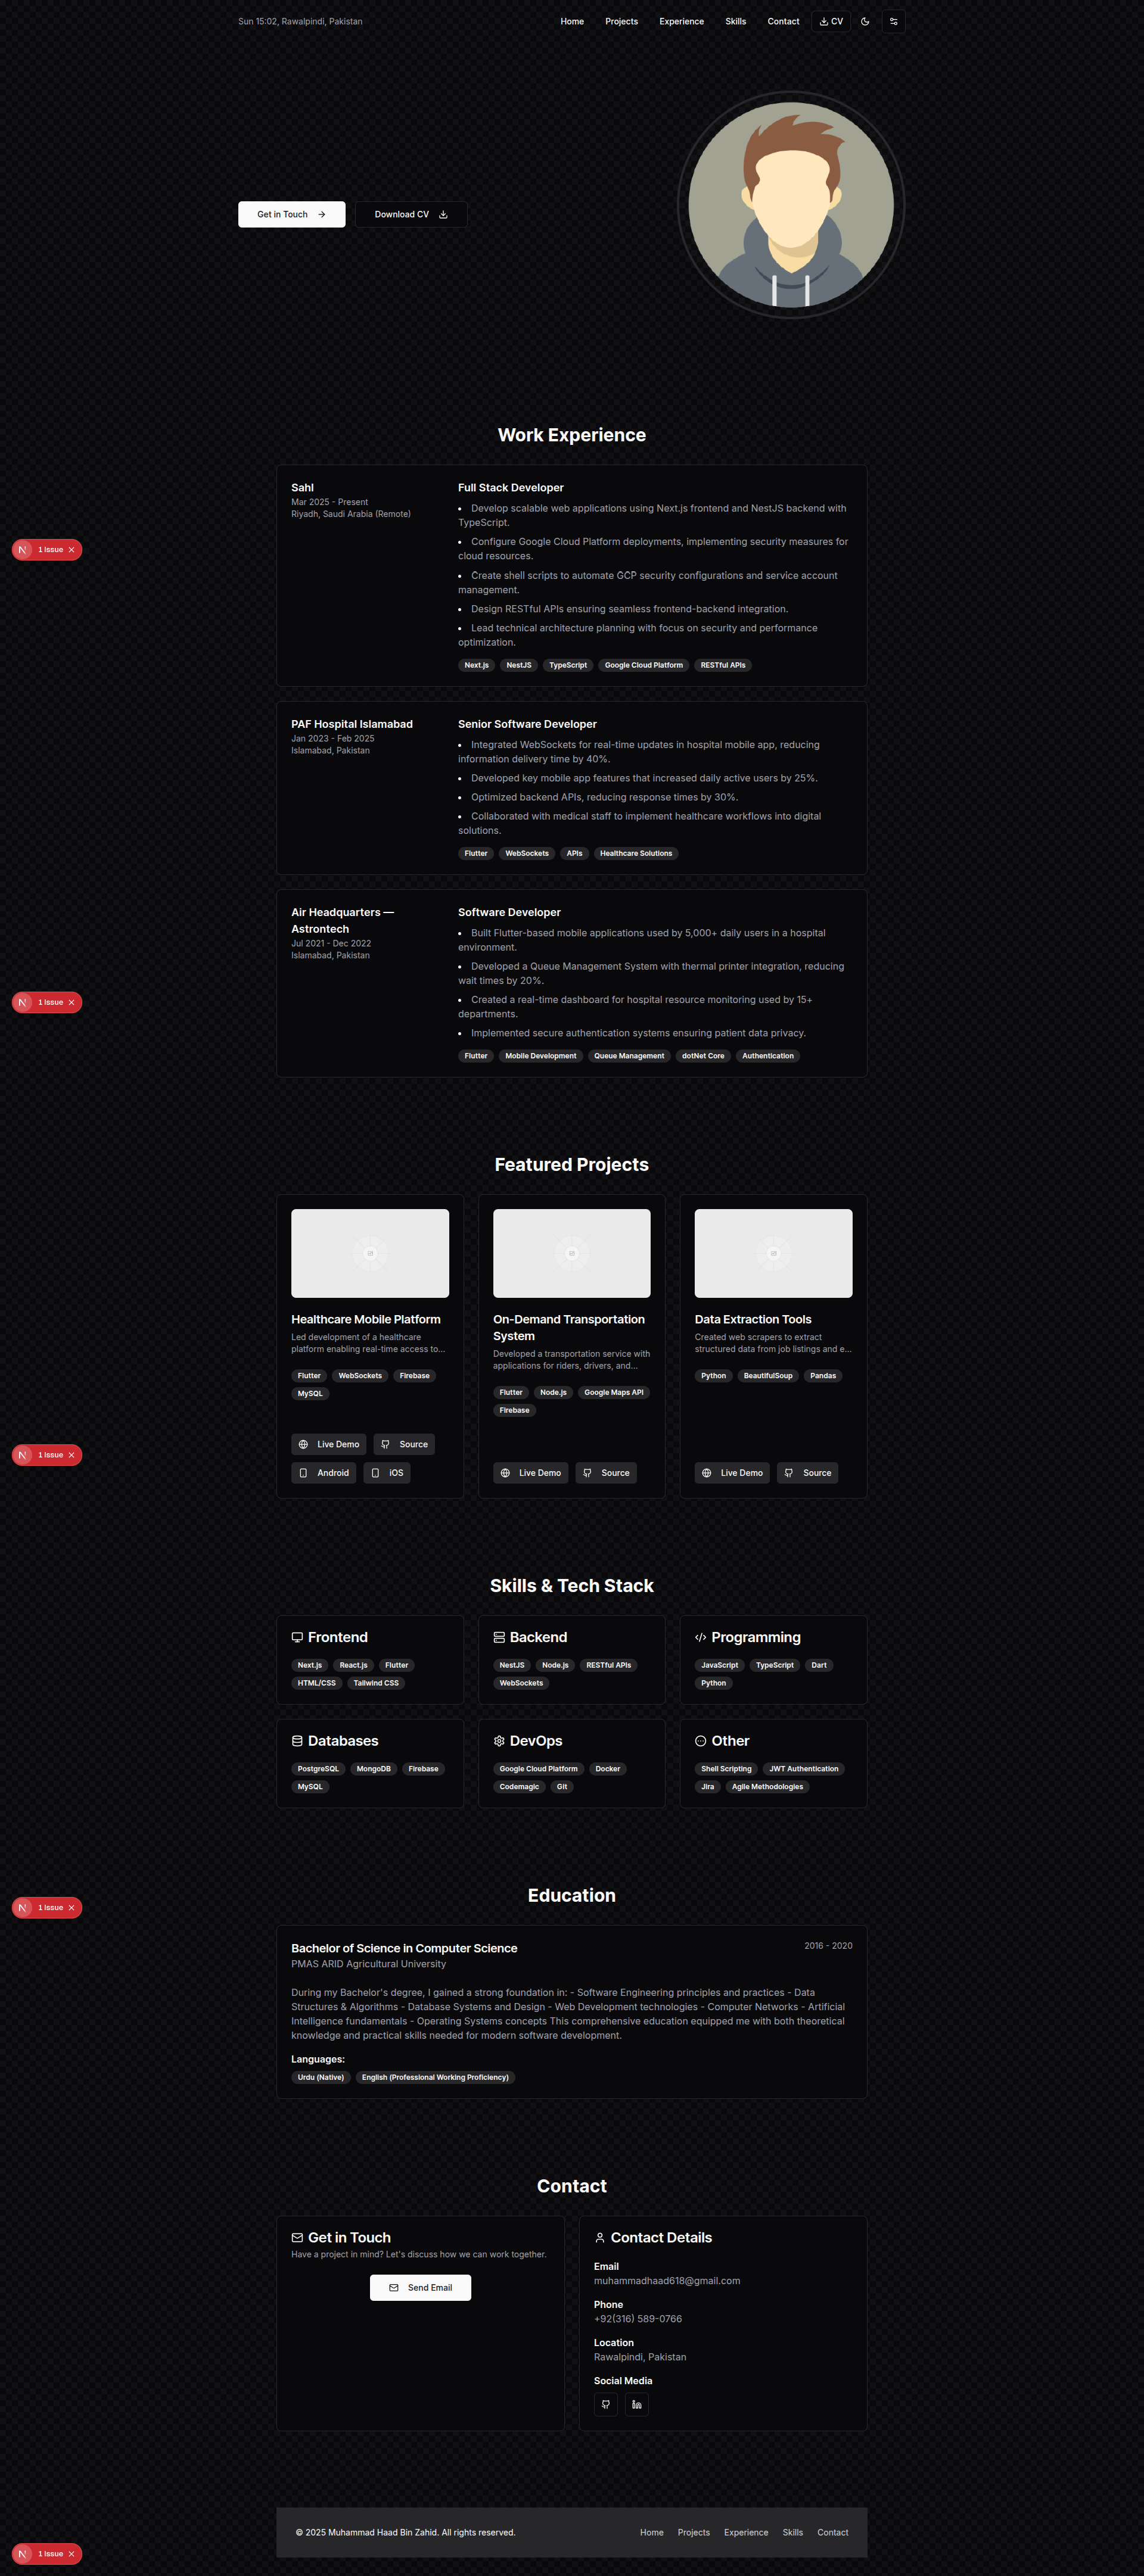 Sun 15:02, Rawalpindi, Pakistan
Home Projects Experience Skills Contact CV
Get in Touch Download CV
Work Experience
Sahl
Mar 2025 - Present
Riyadh, Saudi Arabia (Remote)
Full Stack Developer
• Develop scalable web applications using Next.js frontend and NestJS backend with
TypeScript.
• Configure Google Cloud Platform deployments, implementing security measures for
cloud resources.
• Create shell scripts to automate GCP security configurations and service account
management.
• Design RESTful APIs ensuring seamless frontend-backend integration.
• Lead technical architecture planning with focus on security and performance
optimization.
Next.js NestJS TypeScript Google Cloud Platform RESTful APIs
N 1 Issue ×
PAF Hospital Islamabad
Jan 2023 - Feb 2025
Islamabad, Pakistan
Senior Software Developer
• Integrated WebSockets for real-time updates in hospital mobile app, reducing
information delivery time by 40%.
• Developed key mobile app features that increased daily active users by 25%.
• Optimized backend APIs, reducing response times by 30%.
• Collaborated with medical staff to implement healthcare workflows into digital
solutions.
Flutter WebSockets APIs Healthcare Solutions
Air Headquarters —
Astrontech
Jul 2021 - Dec 2022
Islamabad, Pakistan
Software Developer
• Built Flutter-based mobile applications used by 5,000+ daily users in a hospital
environment.
• Developed a Queue Management System with thermal printer integration, reducing
wait times by 20%.
• Created a real-time dashboard for hospital resource monitoring used by 15+
departments.
• Implemented secure authentication systems ensuring patient data privacy.
Flutter Mobile Development Queue Management dotNet Core Authentication
N 1 Issue ×
Featured Projects
Healthcare Mobile Platform
Led development of a healthcare
platform enabling real-time access to...
Flutter WebSockets Firebase
MySQL
Live Demo Source
Android iOS
On-Demand Transportation
System
Developed a transportation service with
applications for riders, drivers, and...
Flutter Node.js Google Maps API
Firebase
Live Demo Source
Data Extraction Tools
Created web scrapers to extract
structured data from job listings and e...
Python BeautifulSoup Pandas
Live Demo Source
N 1 Issue ×
Skills & Tech Stack
Frontend
Next.js React.js Flutter
HTML/CSS Tailwind CSS
Backend
NestJS Node.js RESTful APIs
WebSockets
Programming
JavaScript TypeScript Dart
Python
Databases
PostgreSQL MongoDB Firebase
MySQL
DevOps
Google Cloud Platform Docker
Codemagic Git
Other
Shell Scripting JWT Authentication
Jira Agile Methodologies
N 1 Issue ×
Education
Bachelor of Science in Computer Science
2016 - 2020
PMAS ARID Agricultural University
During my Bachelor's degree, I gained a strong foundation in: - Software Engineering principles and practices - Data
Structures & Algorithms - Database Systems and Design - Web Development technologies - Computer Networks - Artificial
Intelligence fundamentals - Operating Systems concepts This comprehensive education equipped me with both theoretical
knowledge and practical skills needed for modern software development.
Languages:
Urdu (Native) English (Professional Working Proficiency)
Contact
Get in Touch
Have a project in mind? Let's discuss how we can work together.
Send Email
Contact Details
Email
muhammadhaad618@gmail.com
Phone
+92(316) 589-0766
Location
Rawalpindi, Pakistan
Social Media
© 2025 Muhammad Haad Bin Zahid. All rights reserved.
Home Projects Experience Skills Contact
N 1 Issue ×